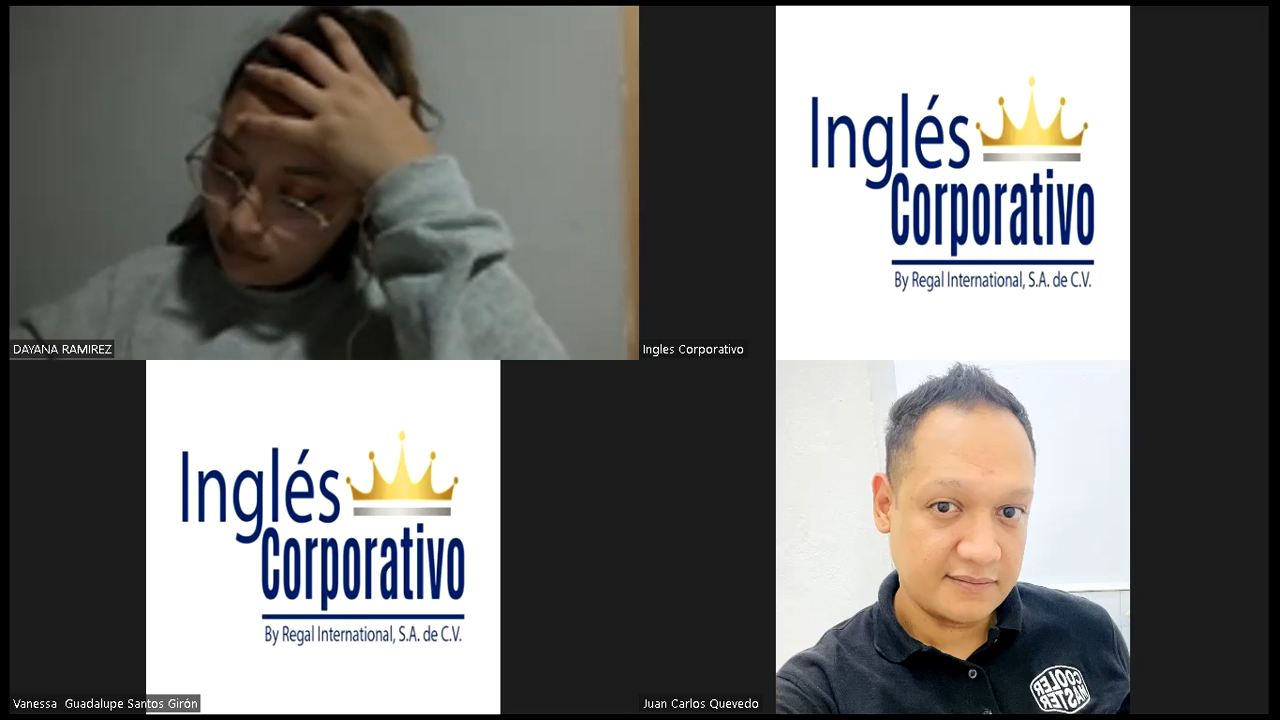 Inglés
Corporativo
By Regal International, S.A. de C.V.
DAYANA RAMIREZ
Ingles Corporativo
Inglés
Corporativo
By Regal International, S.A. de C.V.
COOLER
MASTER
Vanessa Guadalupe Santos Girón
Juan Carlos Quevedo